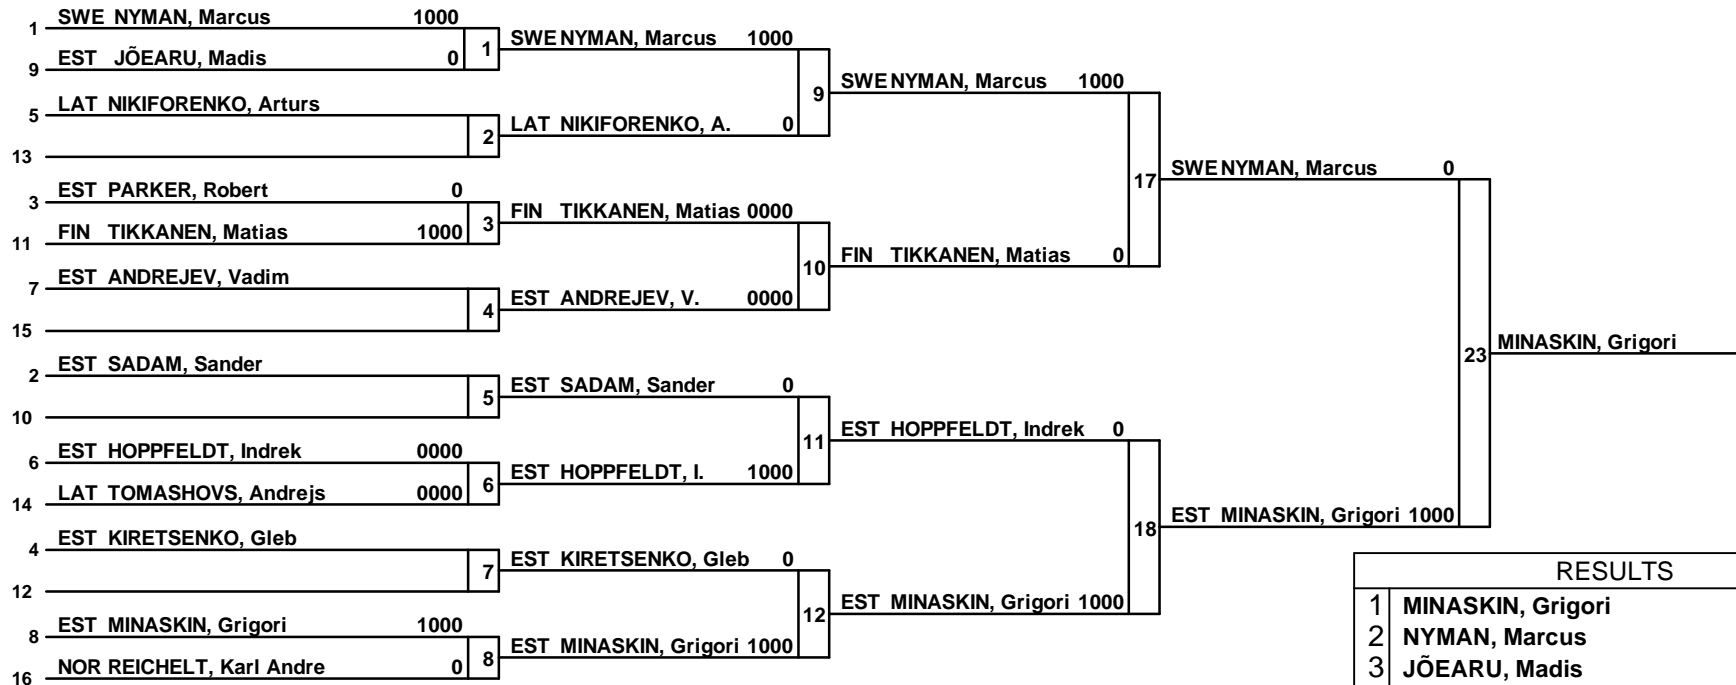 1 SWE NYMAN, Marcus 1000
9 EST JÕEARU, Madis 0
1
5 LAT NIKIFORENKO, Arturs
13
2
3 EST PARKER, Robert 0
11 FIN TIKKANEN, Matias 1000
3
7 EST ANDREJEV, Vadim
15
4
2 EST SADAM, Sander
10
5
6 EST HOPPFELDT, Indrek 0000
14 LAT TOMASHOVS, Andrejs 0000
6
4 EST KIRETSENKO, Gleb
12
7
8 EST MINASKIN, Grigori 1000
16 NOR REICHELT, Karl Andre 0
8
SWE NYMAN, Marcus 1000
LAT NIKIFORENKO, A. 0
9
FIN TIKKANEN, Matias 0000
EST ANDREJEV, V. 0000
10
EST SADAM, Sander 0
EST HOPPFELDT, I. 1000
11
EST KIRETSENKO, Gleb 0
EST MINASKIN, Grigori 1000
12
SWE NYMAN, Marcus 1000
FIN TIKKANEN, Matias 0
17
EST HOPPFELDT, Indrek 0
EST MINASKIN, Grigori 1000
18
SWE NYMAN, Marcus 0
EST MINASKIN, Grigori 1000
23
MINASKIN, Grigori
RESULTS
1 MINASKIN, Grigori
2 NYMAN, Marcus
3 JÕEARU, Madis